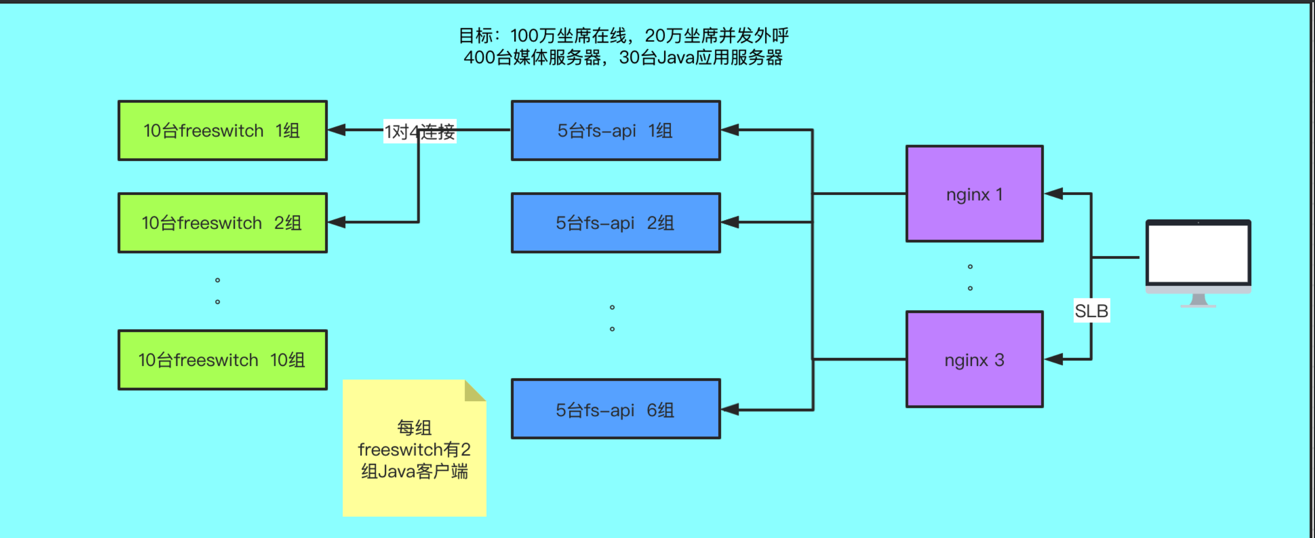 目标：100万坐席在线，20万坐席并发外呼
400台媒体服务器，30台Java应用服务器
10台freeswitch 1组
1对4连接
5台fs-api 1组
nginx 1
10台freeswitch 2组
5台fs-api 2组
SLB
10台freeswitch 10组
nginx 3
5台fs-api 6组
每组
freeswitch有2
组Java客户端